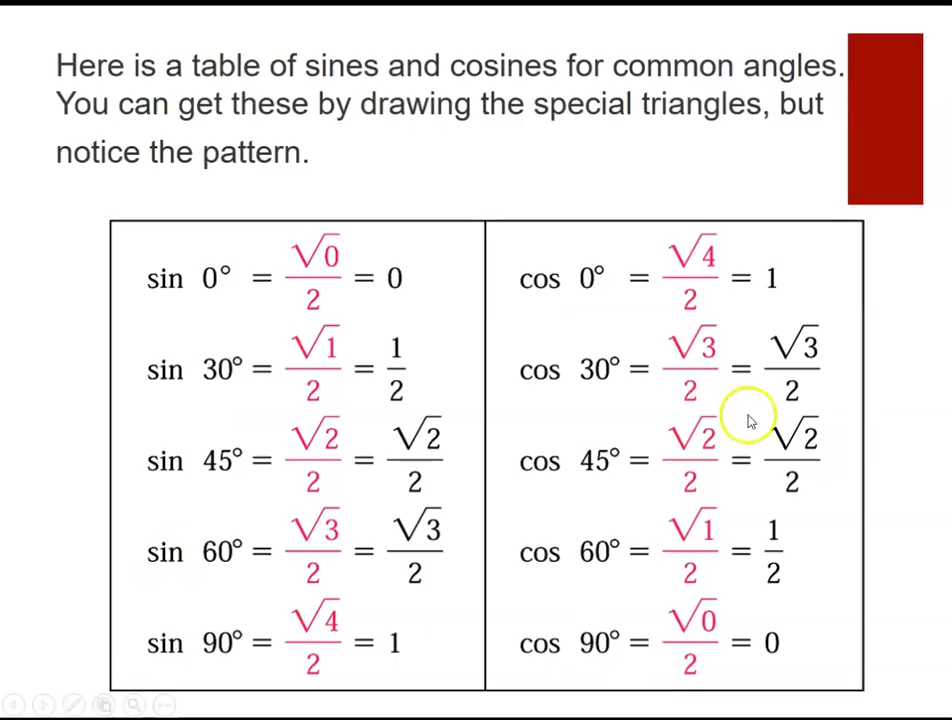 Here is a table of sines and cosines for common angles.
You can get these by drawing the special triangles, but
notice the pattern.
sin 0° = √0/2 = 0
sin 30° = √1/2 = 1/2
sin 45° = √2/2 = √2/2
sin 60° = √3/2 = √3/2
sin 90° = √4/2 = 1
cos 0° = √4/2 = 1
cos 30° = √3/2 = √3/2
cos 45° = √2/2 = √2/2
cos 60° = √1/2 = 1/2
cos 90° = √0/2 = 0